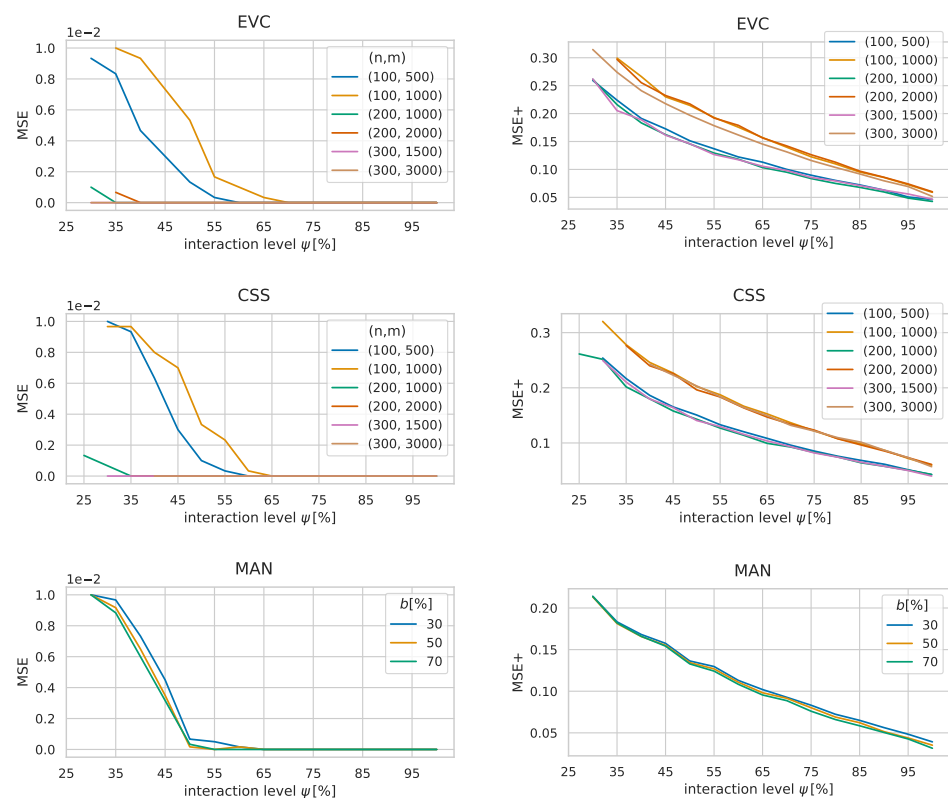 EVC
1e−2
MSE
1.0
0.8
0.6
0.4
0.2
0.0
(n,m)
(100, 500)
(100, 1000)
(200, 1000)
(200, 2000)
(300, 1500)
(300, 3000)
25 35 45 55 65 75 85 95
interaction level ψ[%]
EVC
MSE+
0.30
0.25
0.20
0.15
0.10
0.05
(100, 500)
(100, 1000)
(200, 1000)
(200, 2000)
(300, 1500)
(300, 3000)
25 35 45 55 65 75 85 95
interaction level ψ[%]
CSS
1e−2
MSE
1.0
0.8
0.6
0.4
0.2
0.0
(n,m)
(100, 500)
(100, 1000)
(200, 1000)
(200, 2000)
(300, 1500)
(300, 3000)
25 35 45 55 65 75 85 95
interaction level ψ[%]
CSS
MSE+
0.3
0.2
0.1
(100, 500)
(100, 1000)
(200, 1000)
(200, 2000)
(300, 1500)
(300, 3000)
25 35 45 55 65 75 85 95
interaction level ψ[%]
MAN
1e−2
MSE
1.0
0.8
0.6
0.4
0.2
0.0
b[%]
30
50
70
25 35 45 55 65 75 85 95
interaction level ψ[%]
MAN
MSE+
0.20
0.15
0.10
0.05
b[%]
30
50
70
25 35 45 55 65 75 85 95
interaction level ψ[%]